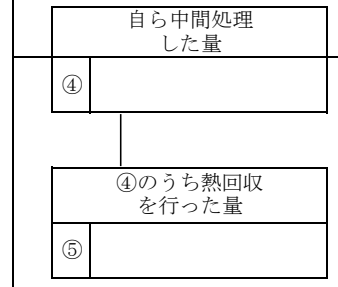 自ら中間処理
した量
④
④のうち熱回収
を行った量
⑤